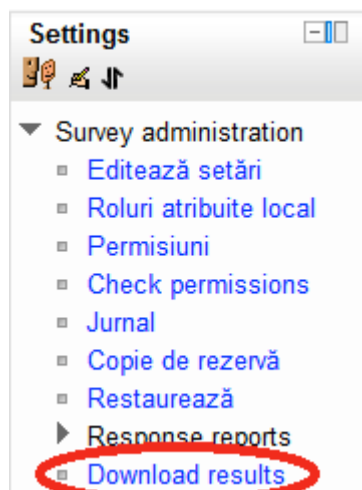 Settings
Survey administration
Editează setări
Roluri atribuite local
Permisiuni
Check permissions
Jurnal
Copie de rezervă
Restaurează
Response reports
Download results